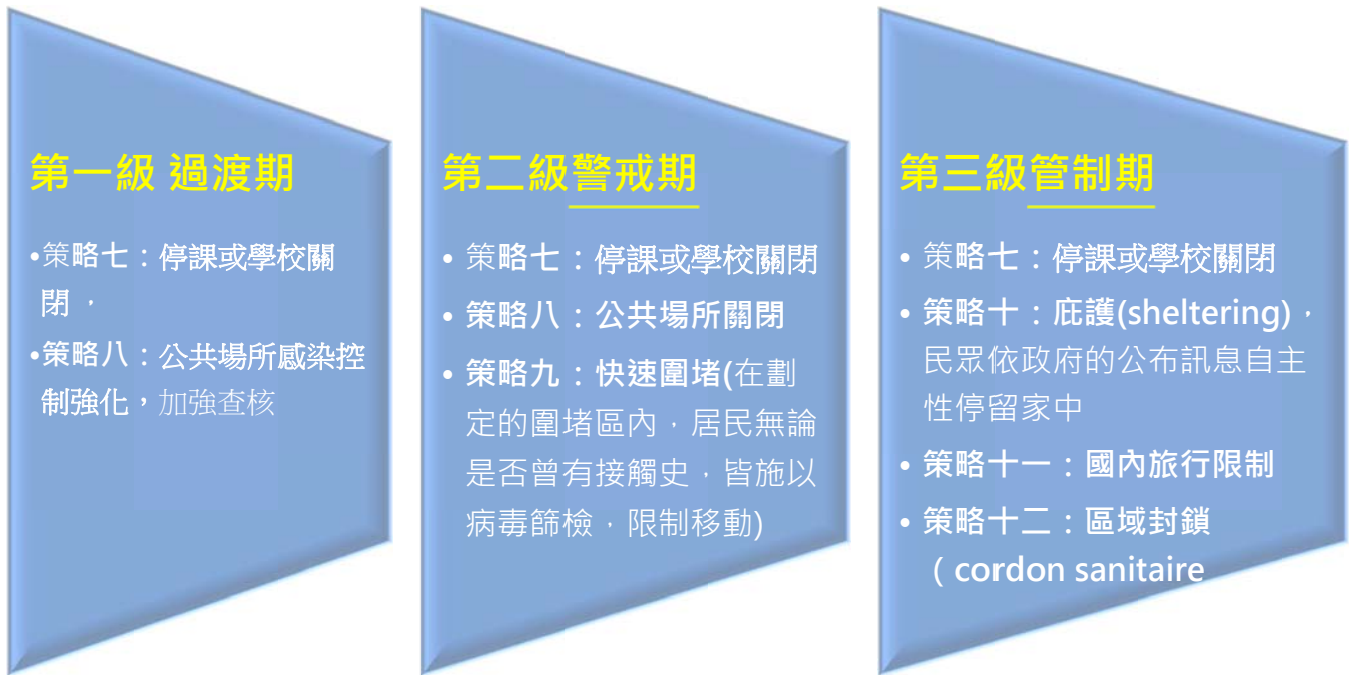 第一級 過渡期
•策略七：停課或學校關
閉，
•策略八：公共場所感染控
制強化，加強查核
第二級警戒期
• 策略七：停課或學校關閉
• 策略八：公共場所關閉
• 策略九：快速圍堵(在劃
定的圍堵區內，居民無論
是否曾有接觸史，皆施以
病毒篩檢，限制移動)
第三級管制期
• 策略七：停課或學校關閉
• 策略十：庇護(sheltering)，
民眾依政府的公布訊息自主
性停留家中
• 策略十一：國內旅行限制
• 策略十二：區域封鎖
（cordon sanitaire